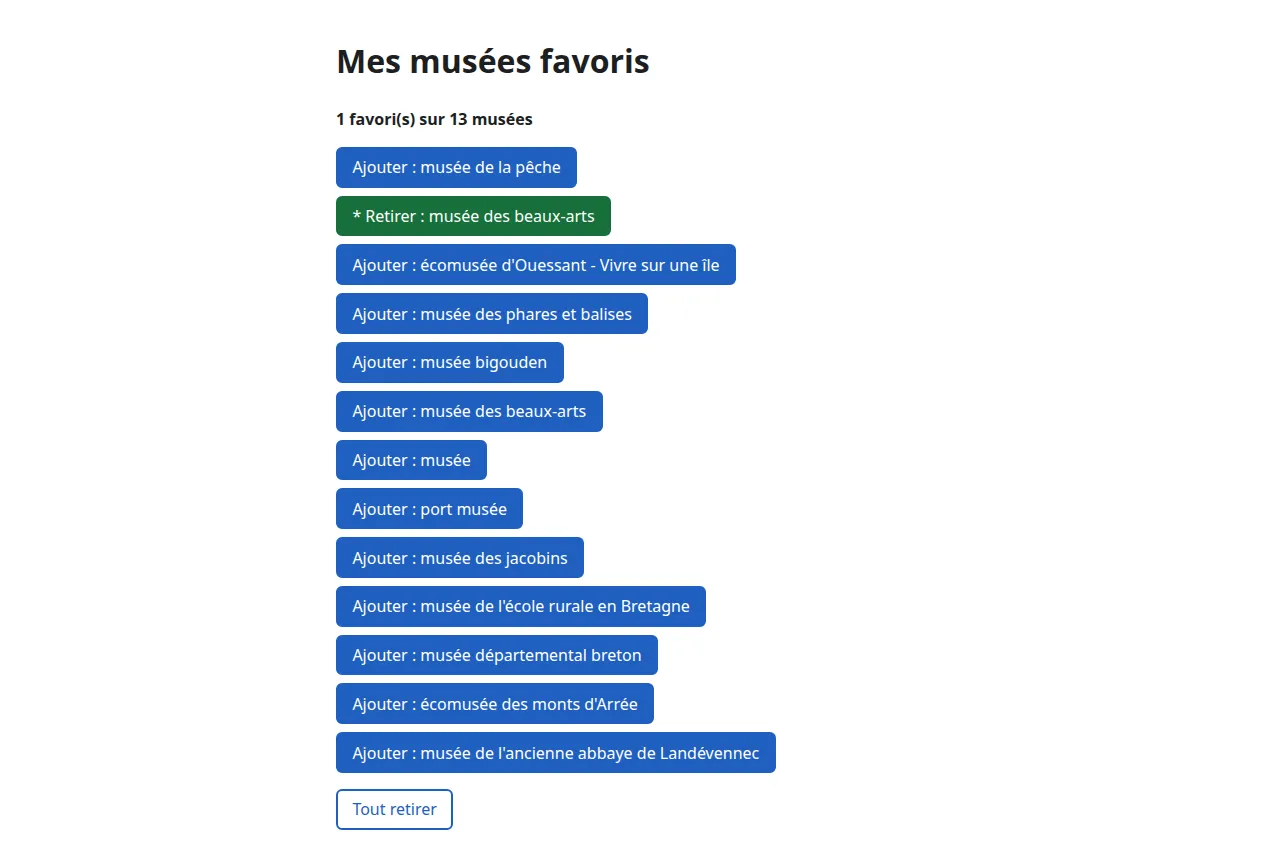 Mes musées favoris
1 favori(s) sur 13 musées
Ajouter : musée de la pêche
* Retirer : musée des beaux-arts
Ajouter : écomusée d'Ouessant - Vivre sur une île
Ajouter : musée des phares et balises
Ajouter : musée bigouden
Ajouter : musée des beaux-arts
Ajouter : musée
Ajouter : port musée
Ajouter : musée des jacobins
Ajouter : musée de l'école rurale en Bretagne
Ajouter : musée départemental breton
Ajouter : écomusée des monts d'Arrée
Ajouter : musée de l'ancienne abbaye de Landévennec
Tout retirer